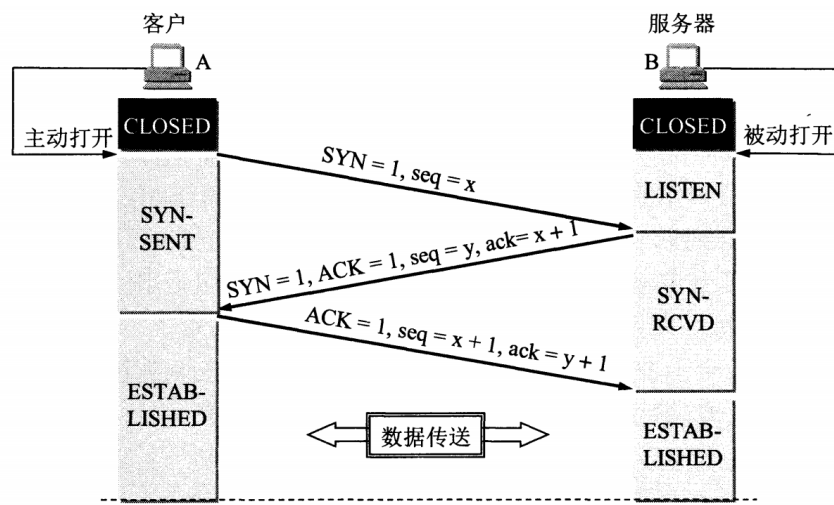 客户
服务器
A
B
CLOSED
CLOSED
主动打开
被动打开
SYN = 1, seq = x
LISTEN
SYN-
SENT
SYN = 1, ACK = 1, seq = y, ack= x + 1
SYN-
RCVD
ACK = 1, seq = x + 1, ack = y + 1
ESTAB-
LISHED
数据传送
ESTAB-
LISHED